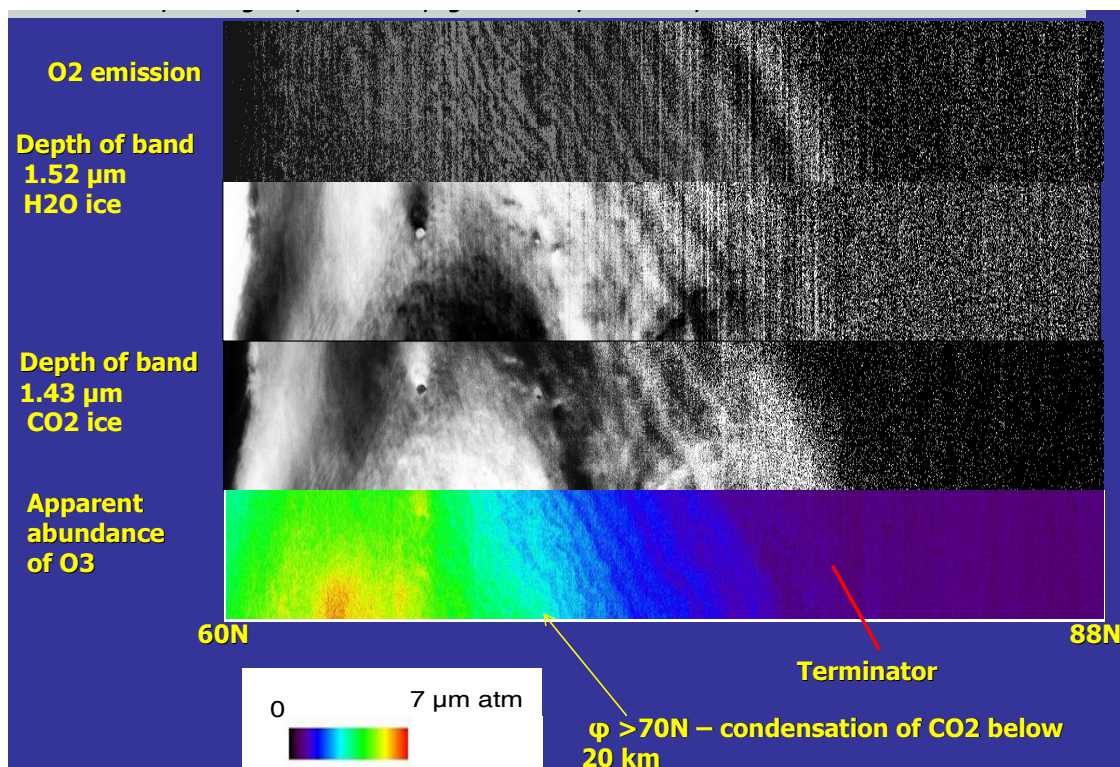 O2 emission
Depth of band
1.52 µm
H2O ice
Depth of band
1.43 µm
CO2 ice
Apparent
abundance
of O3
60N
88N
Terminator
0
7 µm atm
φ >70N – condensation of CO2 below
20 km